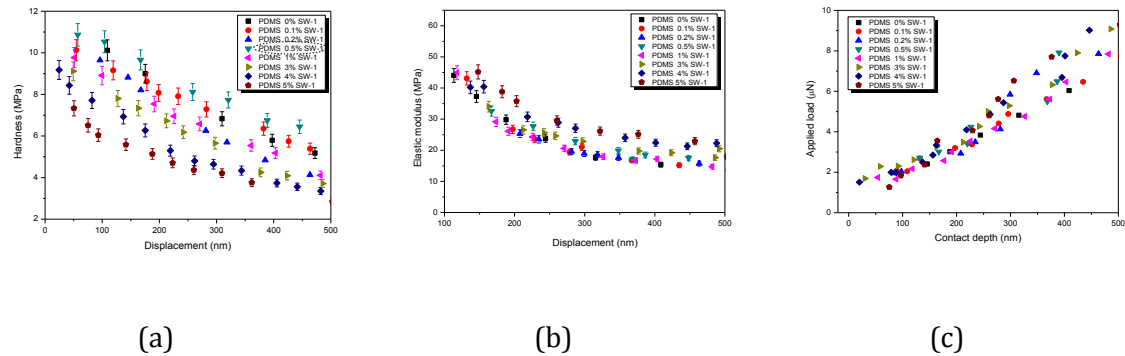 PDMS 0% SW-1
PDMS 0.1% SW-1
PDMS 0.2% SW-1
PDMS 0.5% SW-1
PDMS 1% SW-1
PDMS 3% SW-1
PDMS 4% SW-1
PDMS 5% SW-1
Hardness (MPa)
12
10
8
6
4
2
0
100
200
300
400
500
Displacement (nm)
(a)
PDMS 0% SW-1
PDMS 0.1% SW-1
PDMS 0.2% SW-1
PDMS 0.5% SW-1
PDMS 1% SW-1
PDMS 3% SW-1
PDMS 4% SW-1
PDMS 5% SW-1
Elastic modulus (MPa)
60
50
40
30
20
10
0
100
150
200
250
300
350
400
450
500
Displacement (nm)
(b)
PDMS 0% SW-1
PDMS 0.1% SW-1
PDMS 0.2% SW-1
PDMS 0.5% SW-1
PDMS 1% SW-1
PDMS 3% SW-1
PDMS 4% SW-1
PDMS 5% SW-1
Applied load (µN)
10
8
6
4
2
0
0
100
200
300
400
500
Contact depth (nm)
(c)